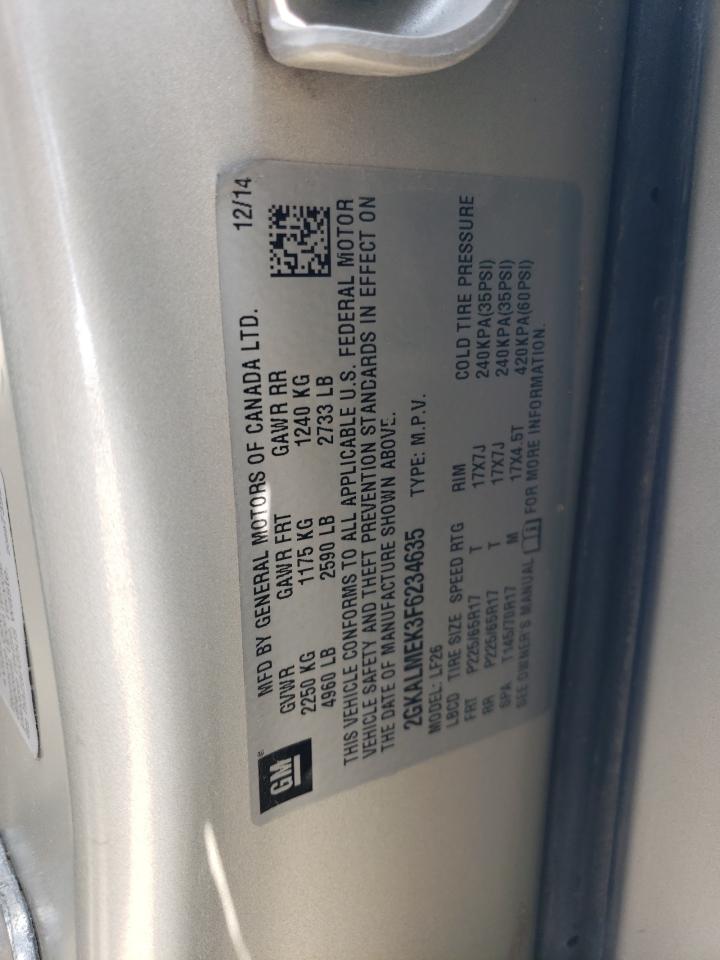 GM®
MFD BY GENERAL MOTORS OF CANADA LTD. 12/14
GVWR GAWR FRT GAWR RR
2250 KG 1175 KG 1240 KG
4960 LB 2590 LB 2733 LB
THIS VEHICLE CONFORMS TO ALL APPLICABLE U.S. FEDERAL MOTOR
VEHICLE SAFETY AND THEFT PREVENTION STANDARDS IN EFFECT ON
THE DATE OF MANUFACTURE SHOWN ABOVE.
2GKALMEK3F6234635 TYPE: M.P.V.
MODEL: LF26
LBCD TIRE SIZE SPEED RTG RIM COLD TIRE PRESSURE
FRT P225/65R17 T 17X7J 240KPA(35PSI)
RR P225/65R17 T 17X7J 240KPA(35PSI)
SPA T145/70R17 M 17X4.5T 420KPA(60PSI)
SEE OWNER'S MANUAL FOR MORE INFORMATION.